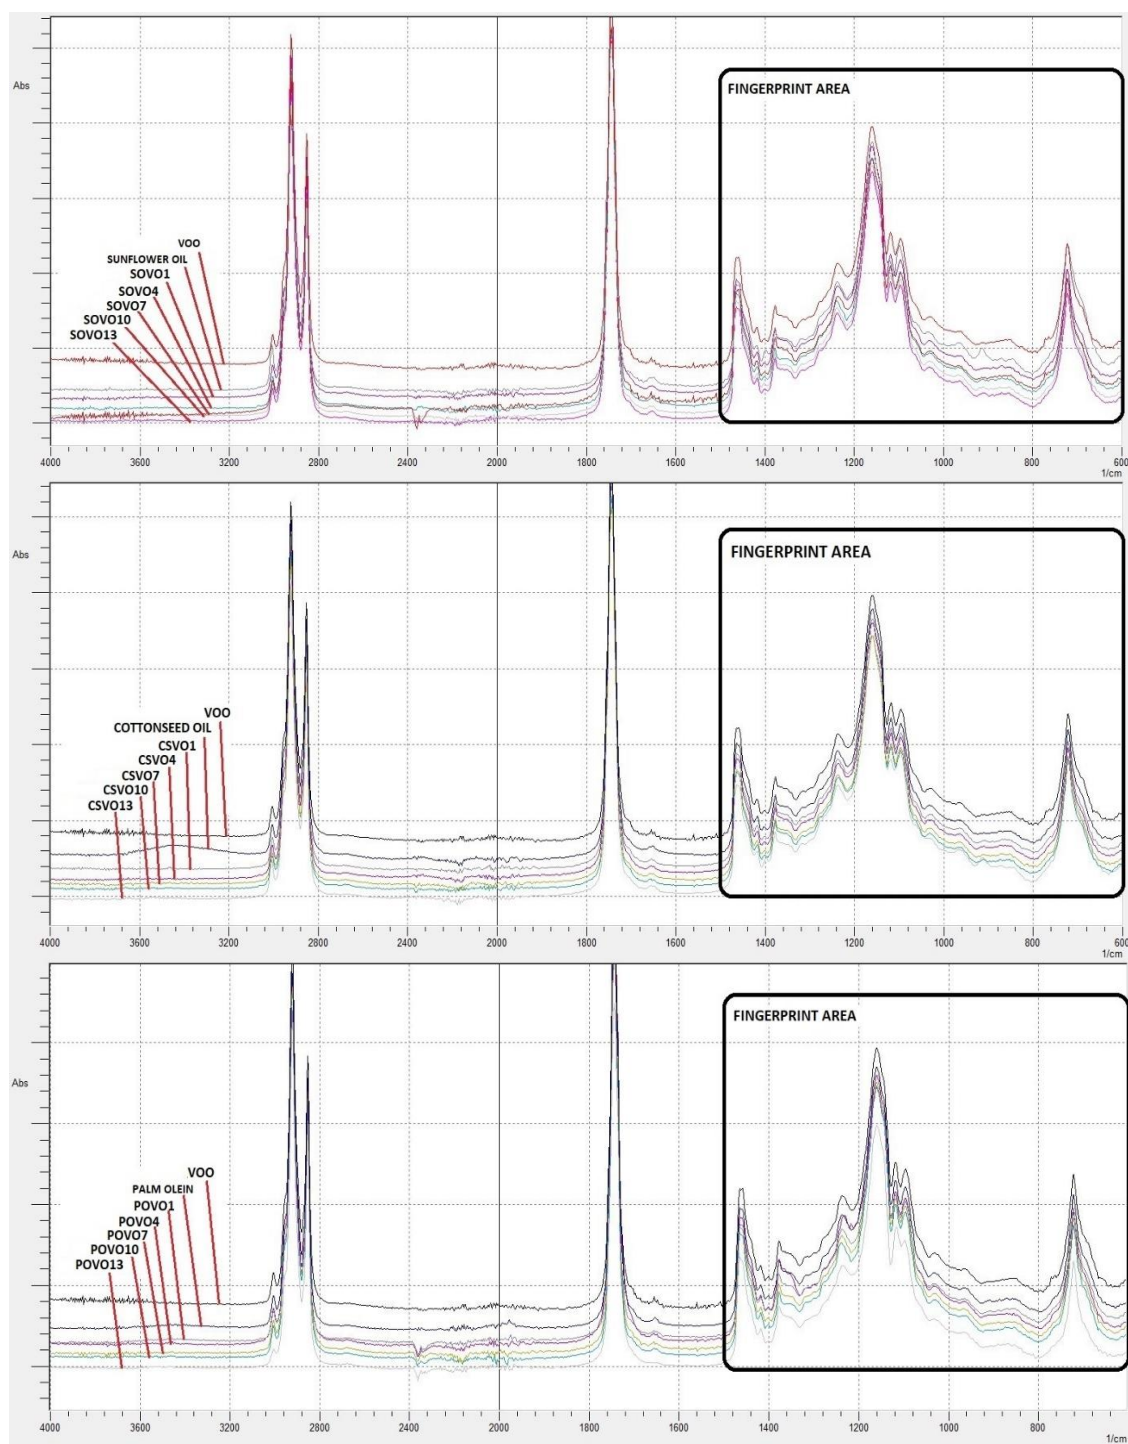 Abs
FINGERPRINT AREA
VOO
SUNFLOWER OIL
SOVO1
SOVO4
SOVO7
SOVO10
SOVO13
4000 3600 3200 2800 2400 2000 1800 1600 1400 1200 1000 800 600
1/cm
Abs
FINGERPRINT AREA
VOO
COTTONSEED OIL
CSVO1
CSVO4
CSVO7
CSVO10
CSVO13
4000 3600 3200 2800 2400 2000 1800 1600 1400 1200 1000 800 600
1/cm
Abs
FINGERPRINT AREA
VOO
PALM OLEIN
POVO1
POVO4
POVO7
POVO10
POVO13
4000 3600 3200 2800 2400 2000 1800 1600 1400 1200 1000 800
1/cm